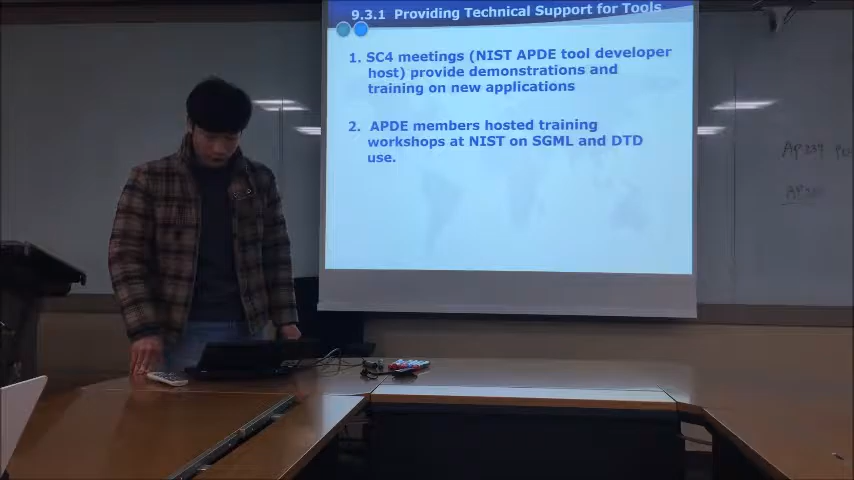 9.3.1 Providing Technical Support for Tools
1. SC4 meetings (NIST APDE tool developer
host) provide demonstrations and
training on new applications
2. APDE members hosted training
workshops at NIST on SGML and DTD
use.
AP239